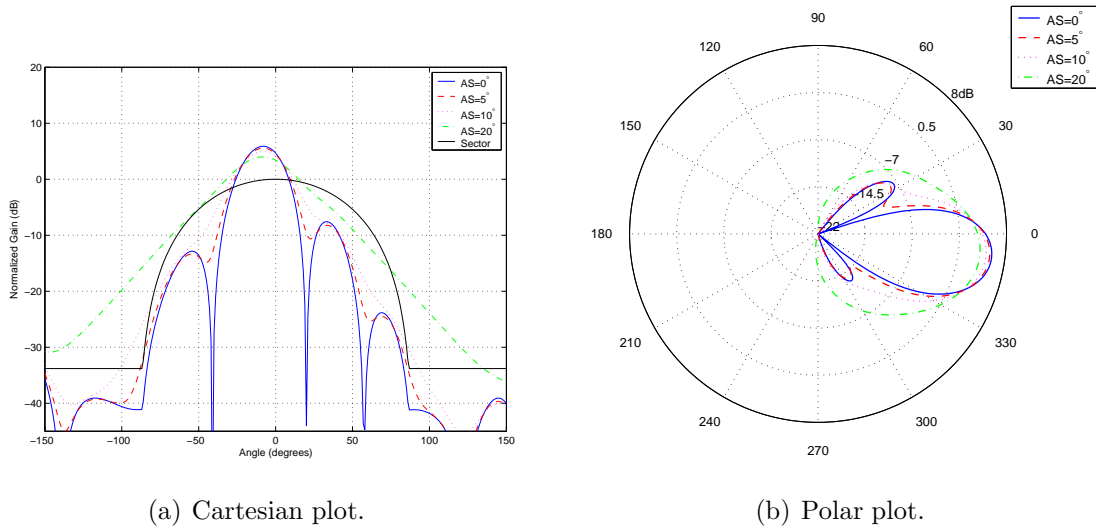 20
10
0
−10
−20
−30
−40
−150
−100
−50
0
50
100
150
Normalized Gain (dB)
Angle (degrees)
AS=0°
AS=5°
AS=10°
AS=20°
Sector
(a) Cartesian plot.
90
60
30
0
330
300
270
240
210
180
150
120
8dB
0.5
−7
−14.5
−22
AS=0°
AS=5°
AS=10°
AS=20°
(b) Polar plot.